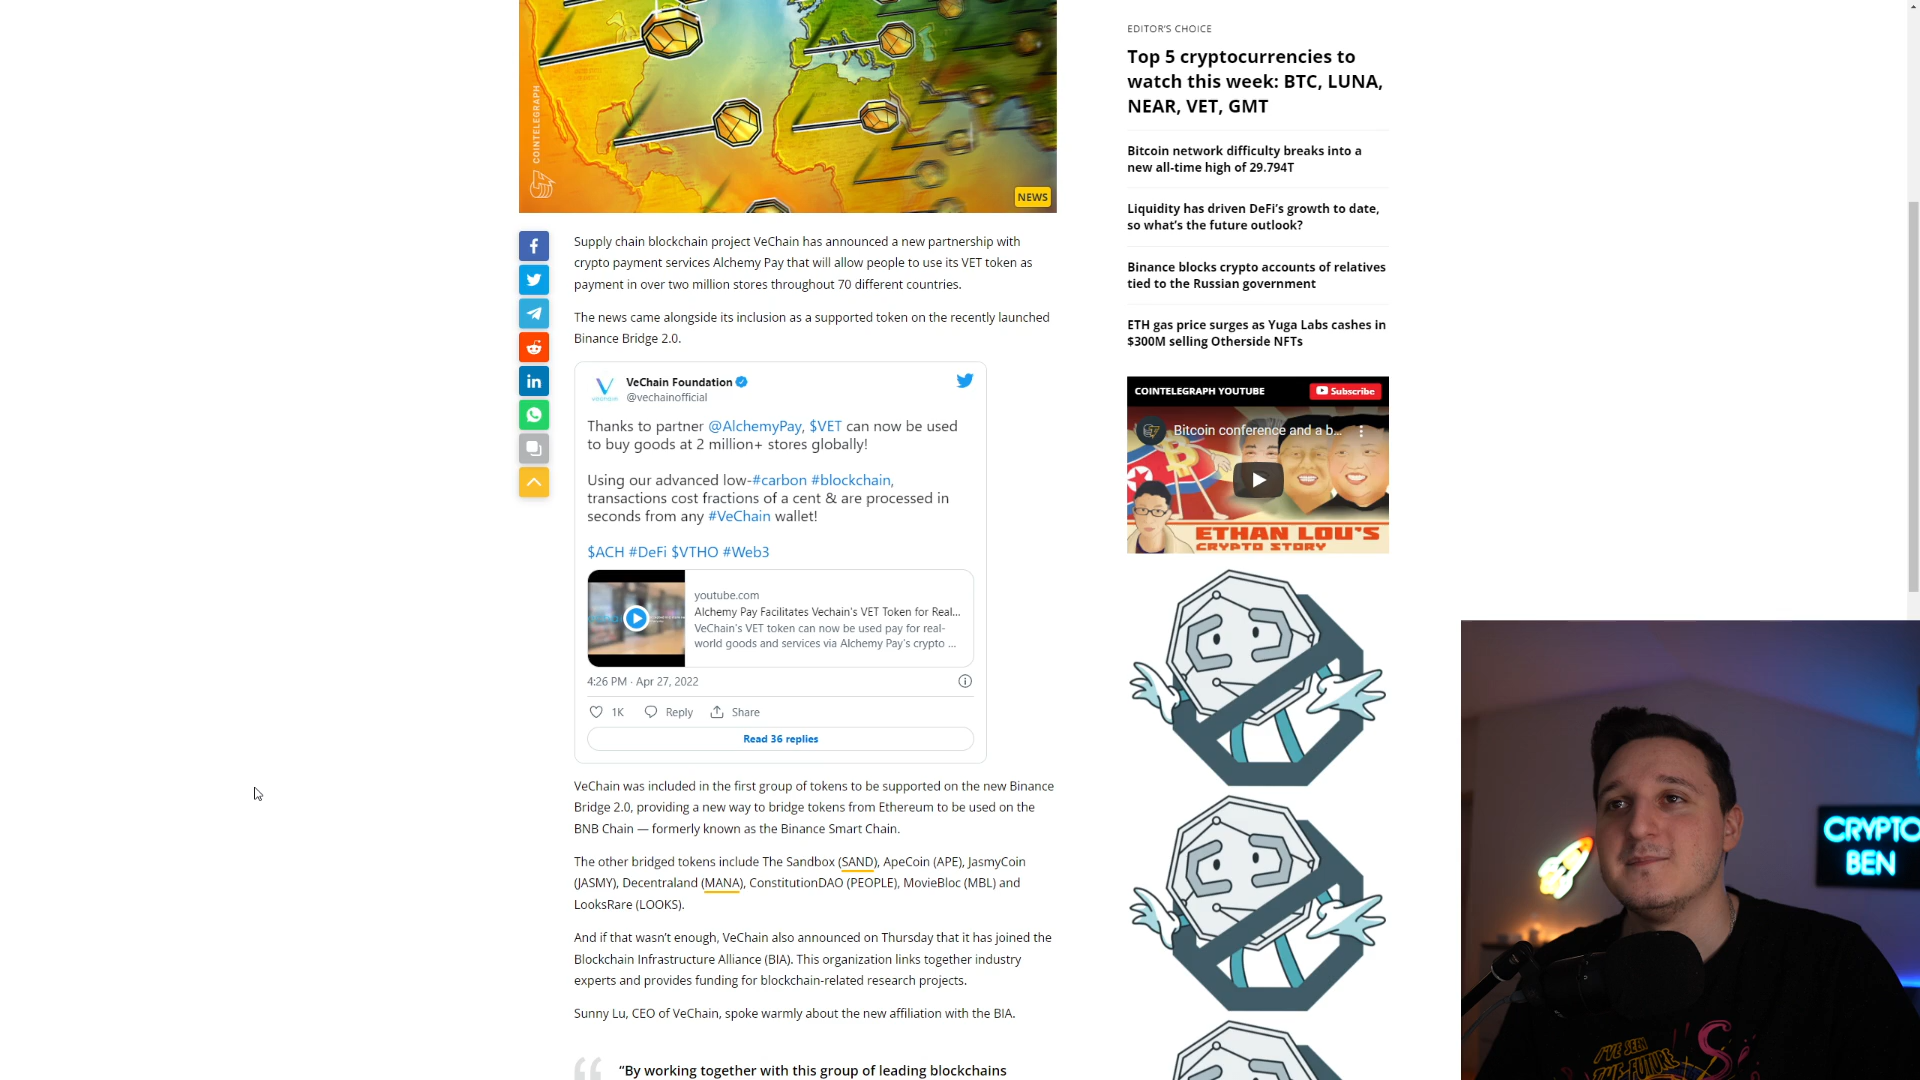 COINTELEGRAPH
NEWS
Supply chain blockchain project VeChain has announced a new partnership with
crypto payment services Alchemy Pay that will allow people to use its VET token as
payment in over two million stores throughout 70 different countries.
The news came alongside its inclusion as a supported token on the recently launched
Binance Bridge 2.0.
VeChain Foundation
@vechainofficial
Thanks to partner @AlchemyPay, $VET can now be used
to buy goods at 2 million+ stores globally!
Using our advanced low-#carbon #blockchain,
transactions cost fractions of a cent & are processed in
seconds from any #VeChain wallet!
$ACH #DeFi $VTHO #Web3
youtube.com
Alchemy Pay Facilitates Vechain's VET Token for Real...
VeChain's VET token can now be used pay for real-
world goods and services via Alchemy Pay's crypto ...
4:26 PM · Apr 27, 2022
1K Reply Share
Read 36 replies
VeChain was included in the first group of tokens to be supported on the new Binance
Bridge 2.0, providing a new way to bridge tokens from Ethereum to be used on the
BNB Chain — formerly known as the Binance Smart Chain.
The other bridged tokens include The Sandbox (SAND), ApeCoin (APE), JasmyCoin
(JASMY), Decentraland (MANA), ConstitutionDAO (PEOPLE), MovieBloc (MBL) and
LooksRare (LOOKS).
And if that wasn't enough, VeChain also announced on Thursday that it has joined the
Blockchain Infrastructure Alliance (BIA). This organization links together industry
experts and provides funding for blockchain-related research projects.
Sunny Lu, CEO of VeChain, spoke warmly about the new affiliation with the BIA.
“By working together with this group of leading blockchains
EDITOR'S CHOICE
Top 5 cryptocurrencies to
watch this week: BTC, LUNA,
NEAR, VET, GMT
Bitcoin network difficulty breaks into a
new all-time high of 29.794T
Liquidity has driven DeFi's growth to date,
so what's the future outlook?
Binance blocks crypto accounts of relatives
tied to the Russian government
ETH gas price surges as Yuga Labs cashes in
$300M selling Otherside NFTs
COINTELEGRAPH YOUTUBE
Subscribe
Bitcoin conference and a b...
ETHAN LOU'S
CRYPTO STORY
CRYPTO
BEN
I'VE SEEN
THE FUTURE